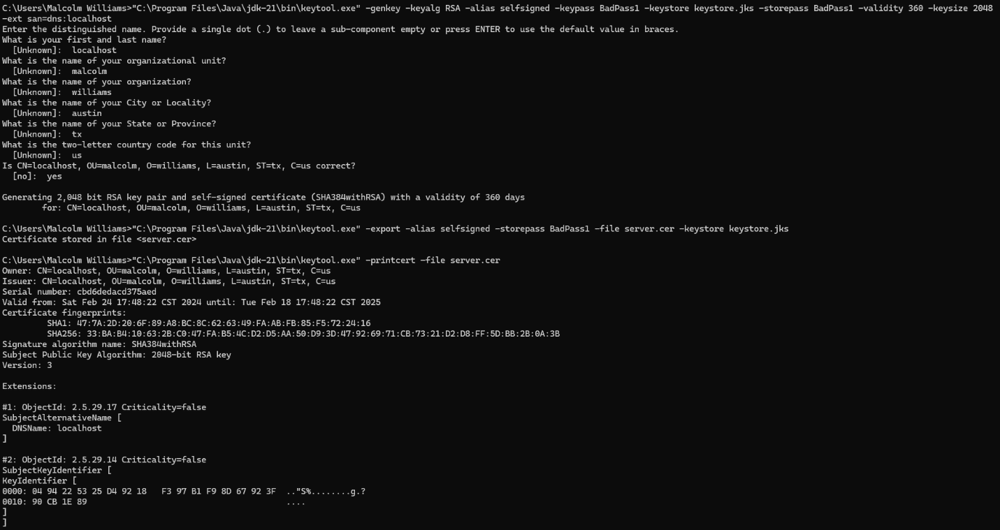 C:\Users\Malcolm Williams>"C:\Program Files\Java\jdk-21\bin\keytool.exe" -genkey -keyalg RSA -alias selfsigned -keypass BadPass1 -keystore keystore.jks -storepass BadPass1 -validity 360 -keysize 2048
-ext san=dns:localhost
Enter the distinguished name. Provide a single dot (.) to leave a sub-component empty or press ENTER to use the default value in braces.
What is your first and last name?
  [Unknown]:  localhost
What is the name of your organizational unit?
  [Unknown]:  malcolm
What is the name of your organization?
  [Unknown]:  williams
What is the name of your City or Locality?
  [Unknown]:  austin
What is the name of your State or Province?
  [Unknown]:  tx
What is the two-letter country code for this unit?
  [Unknown]:  us
Is CN=localhost, OU=malcolm, O=williams, L=austin, ST=tx, C=us correct?
  [no]:  yes

Generating 2,048 bit RSA key pair and self-signed certificate (SHA384withRSA) with a validity of 360 days
        for: CN=localhost, OU=malcolm, O=williams, L=austin, ST=tx, C=us

C:\Users\Malcolm Williams>"C:\Program Files\Java\jdk-21\bin\keytool.exe" -export -alias selfsigned -storepass BadPass1 -file server.cer -keystore keystore.jks
Certificate stored in file <server.cer>

C:\Users\Malcolm Williams>"C:\Program Files\Java\jdk-21\bin\keytool.exe" -printcert -file server.cer
Owner: CN=localhost, OU=malcolm, O=williams, L=austin, ST=tx, C=us
Issuer: CN=localhost, OU=malcolm, O=williams, L=austin, ST=tx, C=us
Serial number: cbd6dedacd375aed
Valid from: Sat Feb 24 17:48:22 CST 2024 until: Tue Feb 18 17:48:22 CST 2025
Certificate fingerprints:
         SHA1: 47:7A:2D:20:6F:89:A8:BC:8C:62:63:49:FA:AB:FB:85:F5:72:24:16
         SHA256: 33:BA:B4:10:63:2B:C0:47:FA:B5:4C:D2:D5:AA:50:D9:3D:47:92:69:71:CB:73:21:D2:D8:FF:5D:BB:2B:0A:3B
Signature algorithm name: SHA384withRSA
Subject Public Key Algorithm: 2048-bit RSA key
Version: 3

Extensions:

#1: ObjectId: 2.5.29.17 Criticality=false
SubjectAlternativeName [
  DNSName: localhost
]

#2: ObjectId: 2.5.29.14 Criticality=false
SubjectKeyIdentifier [
KeyIdentifier [
0000: 04 94 22 53 25 D4 92 18   F3 97 B1 F9 8D 67 92 3F  .."S%........g.?
0010: 90 CB 1E 89                                        ....
]
]